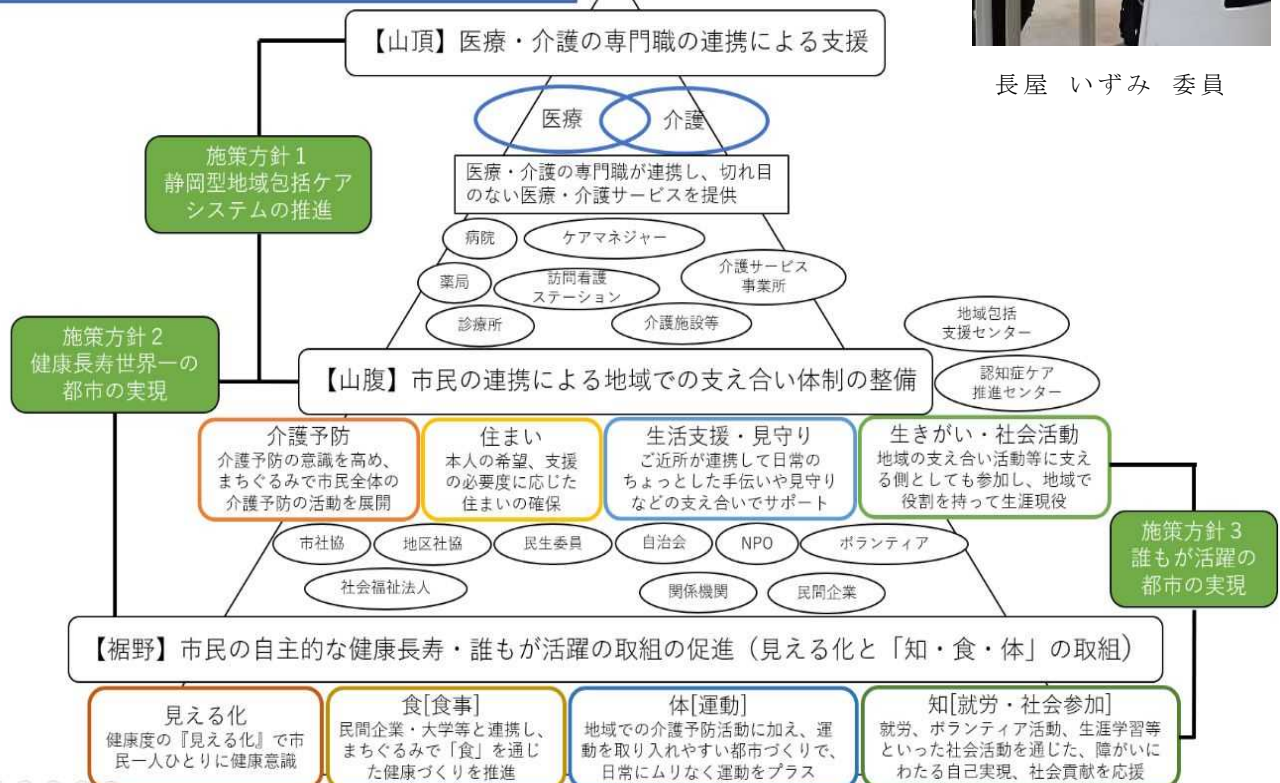 【山頂】医療・介護の専門職の連携による支援
長屋 いずみ 委員
医療
介護
施策方針1
静岡型地域包括ケア
システムの推進
医療・介護の専門職が連携し、切れ目
のない医療・介護サービスを提供
病院
ケアマネジャー
薬局
訪問看護
ステーション
介護サービス
事業所
診療所
介護施設等
地域包括
支援センター
認知症ケア
推進センター
施策方針2
健康長寿世界一の
都市の実現
【山腹】市民の連携による地域での支え合い体制の整備
介護予防
介護予防の意識を高め、
まちぐるみで市民全体の
介護予防の活動を展開
住まい
本人の希望、支援
の必要度に応じた
住まいの確保
生活支援・見守り
ご近所が連携して日常の
ちょっとした手伝いや見守り
などの支え合いでサポート
生きがい・社会活動
地域の支え合い活動等に支え
る側としても参加し、地域で
役割を持って生涯現役
市社協
地区社協
民生委員
自治会
NPO
ボランティア
社会福祉法人
関係機関
民間企業
施策方針3
誰もが活躍の
都市の実現
【裾野】市民の自主的な健康長寿・誰もが活躍の取組の促進（見える化と「知・食・体」の取組）
見える化
健康度の『見える化』で市
民一人ひとりに健康意識
食[食事]
民間企業・大学等と連携し、
まちぐるみで「食」を通じ
た健康づくりを推進
体[運動]
地域での介護予防活動に加え、運
動を取り入れやすい都市づくりで、
日常にムリなく運動をプラス
知[就労・社会参加]
就労、ボランティア活動、生涯学習等
といった社会活動を通じた、障がいに
わたる自己実現、社会貢献を応援